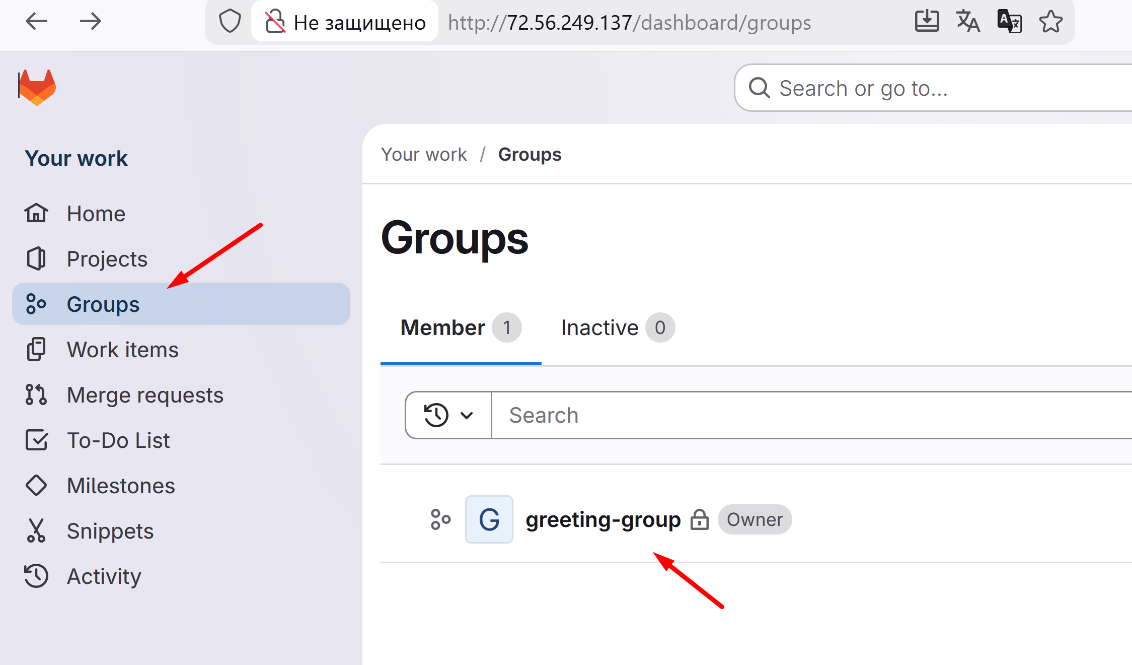 Не защищено http://72.56.249.137/dashboard/groups
Search or go to...
Your work
Home
Projects
Groups
Work items
Merge requests
To-Do List
Milestones
Snippets
Activity
Your work / Groups
Groups
Member 1 Inactive 0
Search
G greeting-group Owner